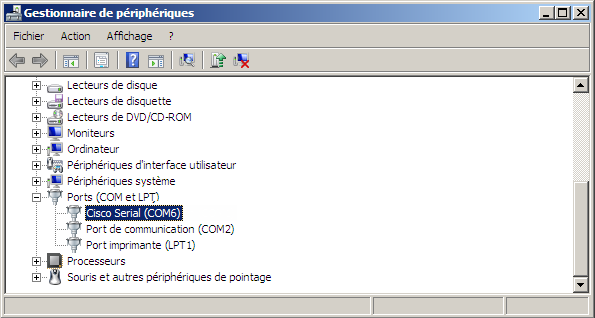 Gestionnaire de périphériques
Fichier Action Affichage ?
Lecteurs de disque
Lecteurs de disquette
Lecteurs de DVD/CD-ROM
Moniteurs
Ordinateur
Périphériques d'interface utilisateur
Périphériques système
Ports (COM et LPT)
Cisco Serial (COM6)
Port de communication (COM2)
Port imprimante (LPT1)
Processeurs
Souris et autres périphériques de pointage